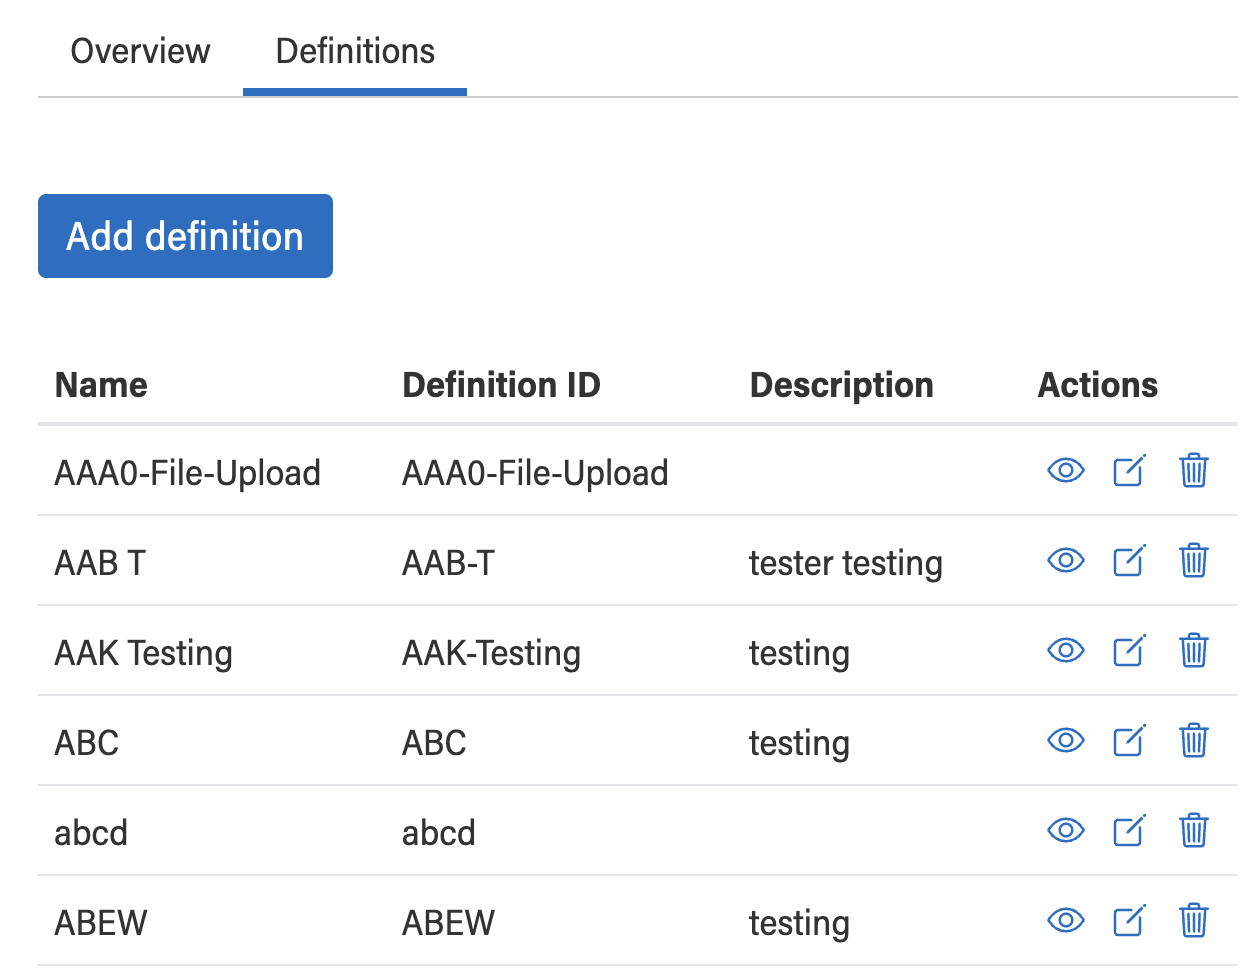 Overview Definitions
Add definition
Name Definition ID Description Actions
AAA0-File-Upload AAA0-File-Upload
AAB T AAB-T tester testing
AAK Testing AAK-Testing testing
ABC ABC testing
abcd abcd
ABEW ABEW testing